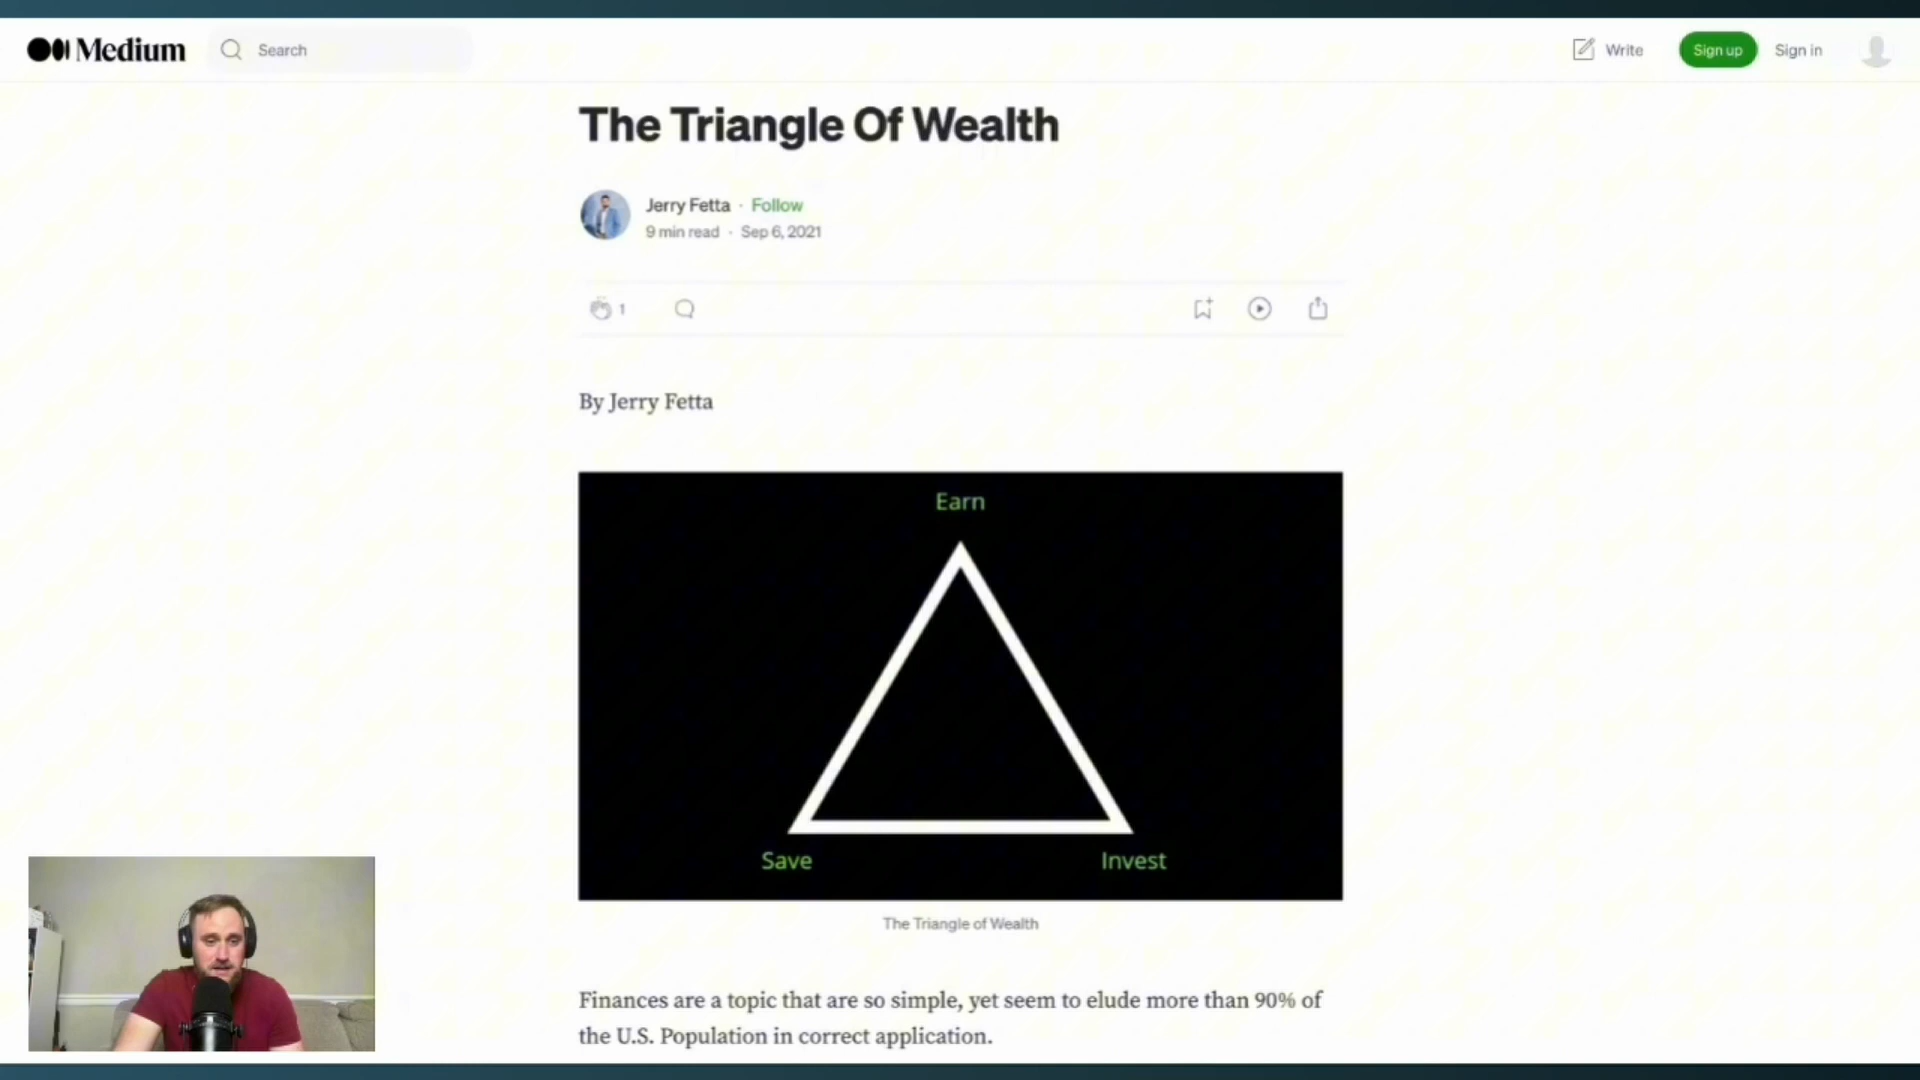 Medium
Search
Write
Sign up
Sign in
The Triangle Of Wealth
Jerry Fetta · Follow
9 min read · Sep 6, 2021
1
By Jerry Fetta
Earn
Save
Invest
The Triangle of Wealth
Finances are a topic that are so simple, yet seem to elude more than 90% of
the U.S. Population in correct application.